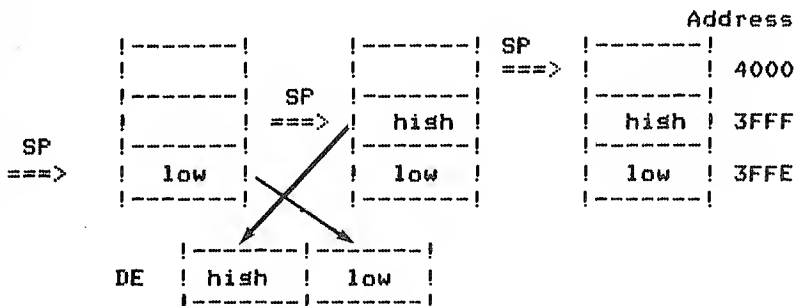 Address
!-------! !-------! SP !-------!
! ! ! ! ===> ! ! 4000
!-------! SP !-------! !-------!
! ! ===> ! high ! ! high ! 3FFF
SP !-------! !-------! !-------!
===> ! low ! ! low ! ! low ! 3FFE
!-------! !-------! !-------!
!-------!-------!
DE ! high ! low !
!-------!-------!